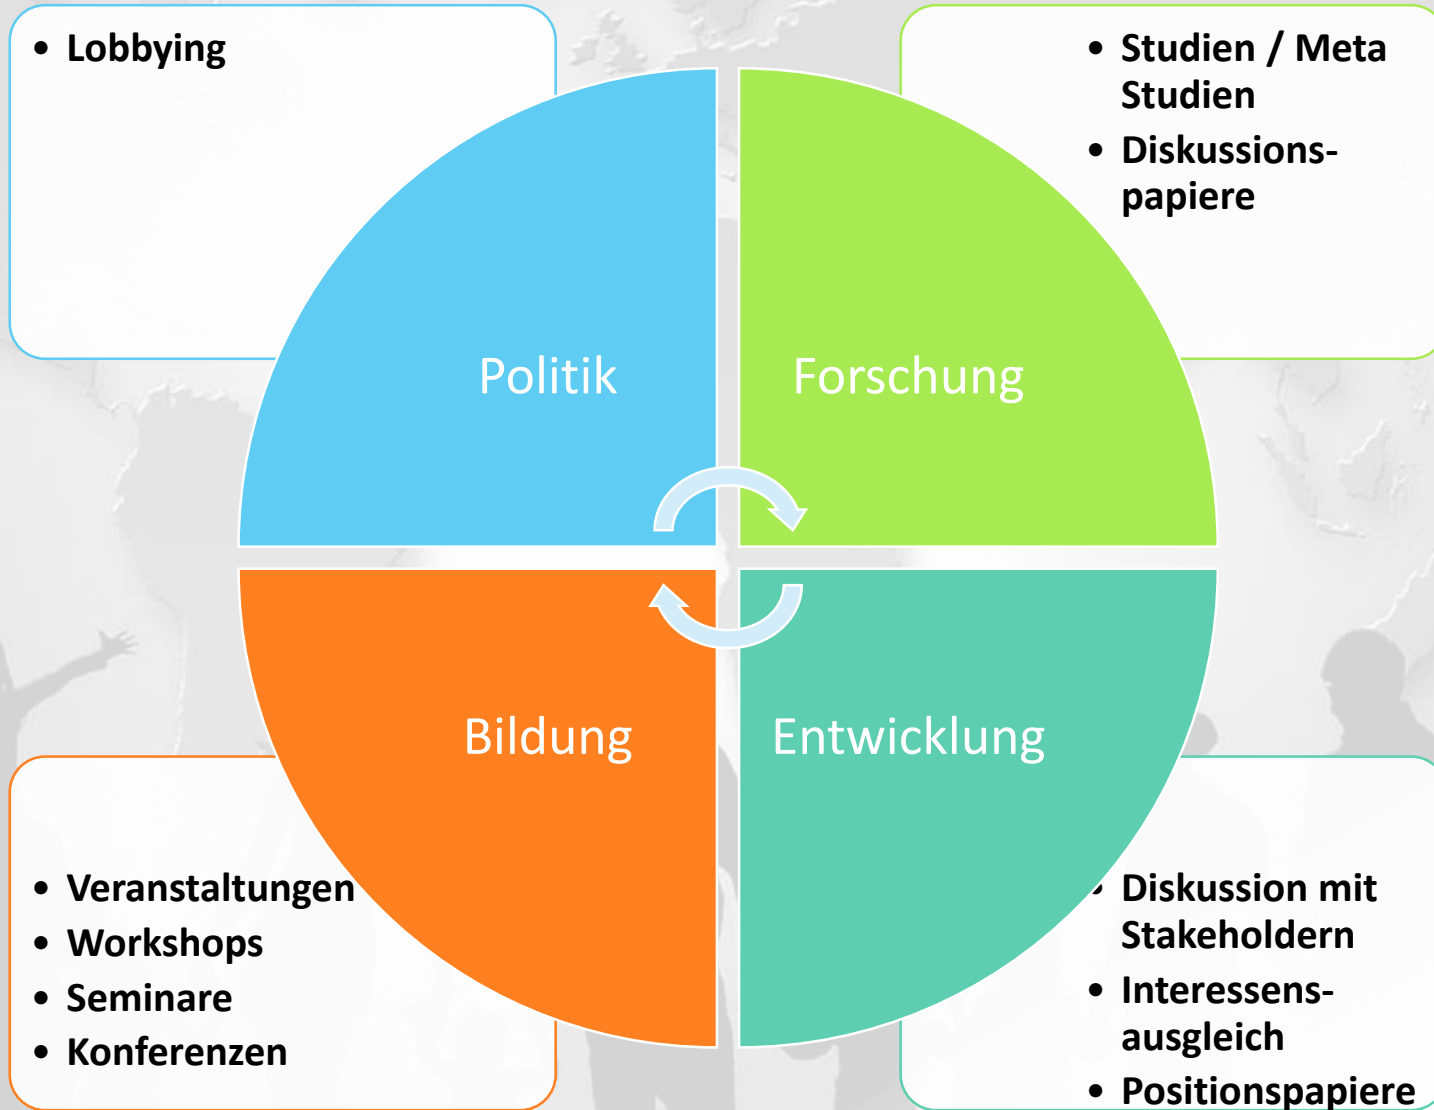 • Lobbying
• Studien / Meta
Studien
• Diskussions-
papiere
Politik
Forschung
Bildung
Entwicklung
• Veranstaltungen
• Workshops
• Seminare
• Konferenzen
• Diskussion mit
Stakeholdern
• Interessens-
ausgleich
• Positionspapiere